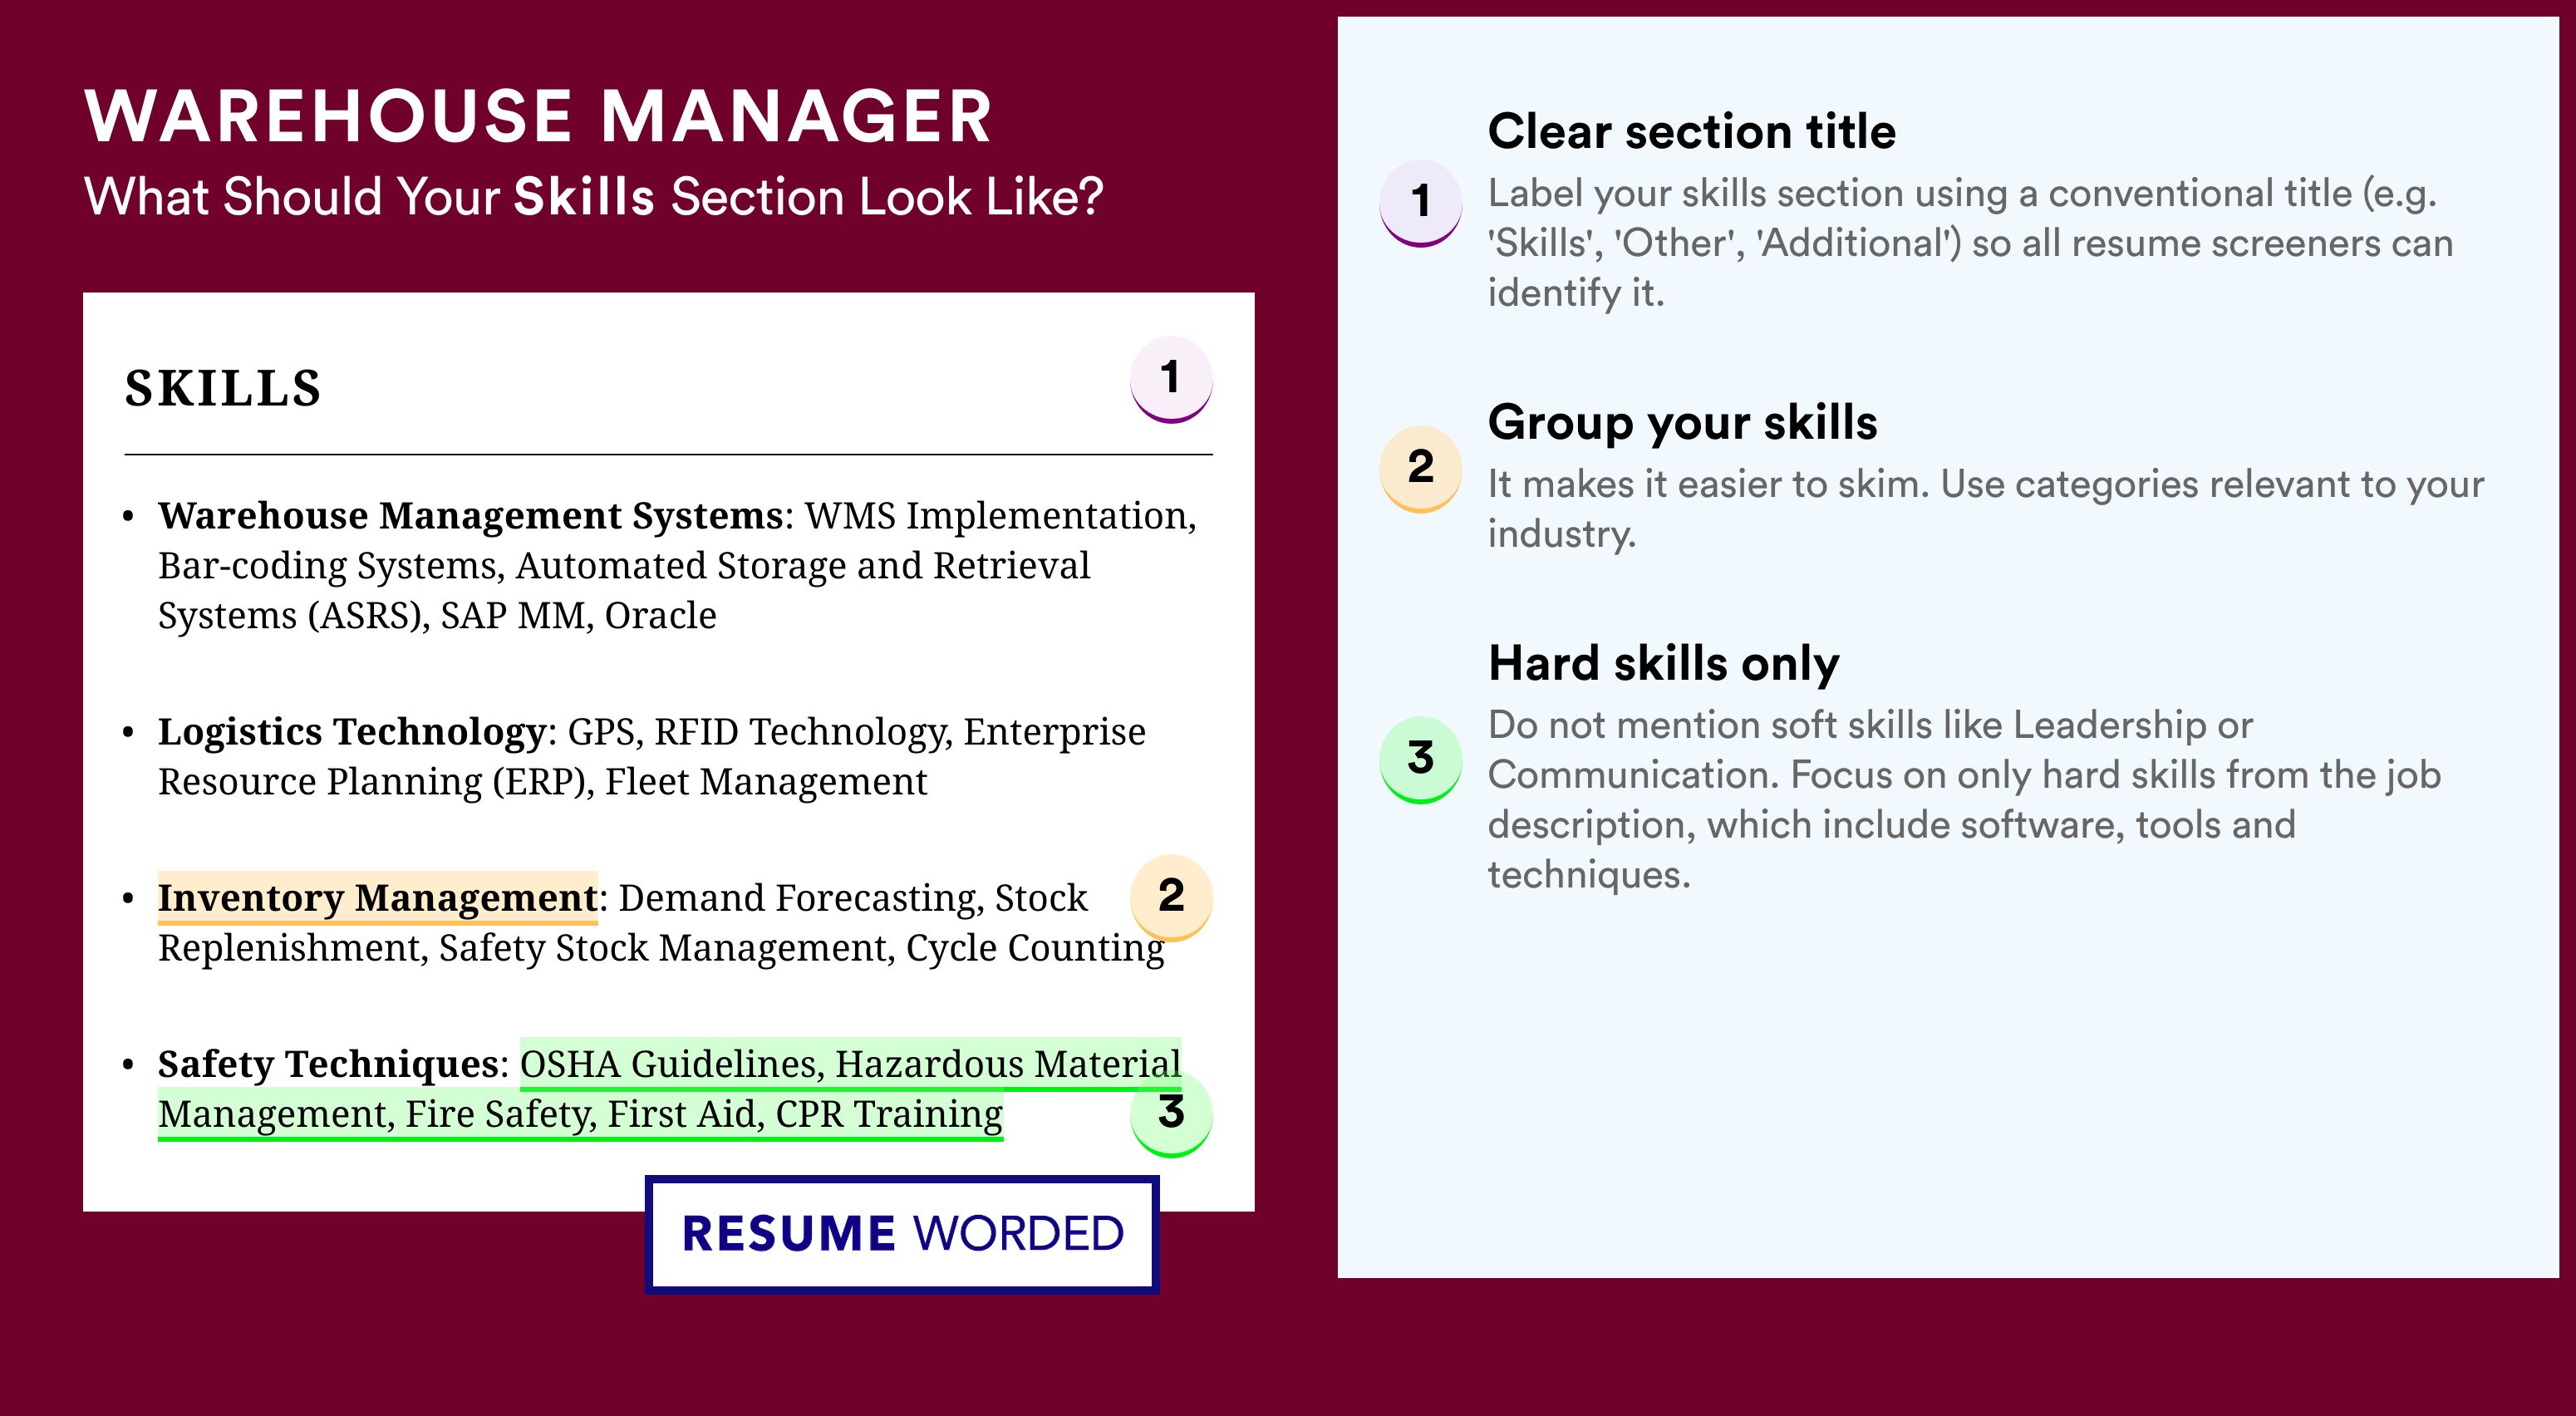 WAREHOUSE MANAGER
What Should Your Skills Section Look Like?
SKILLS
1
• Warehouse Management Systems: WMS Implementation,
Bar-coding Systems, Automated Storage and Retrieval
Systems (ASRS), SAP MM, Oracle
• Logistics Technology: GPS, RFID Technology, Enterprise
Resource Planning (ERP), Fleet Management
• Inventory Management: Demand Forecasting, Stock
2
Replenishment, Safety Stock Management, Cycle Counting
• Safety Techniques: OSHA Guidelines, Hazardous Material
Management, Fire Safety, First Aid, CPR Training
3
RESUME WORDED
Clear section title
1
Label your skills section using a conventional title (e.g.
'Skills', 'Other', 'Additional') so all resume screeners can
identify it.
Group your skills
2
It makes it easier to skim. Use categories relevant to your
industry.
Hard skills only
3
Do not mention soft skills like Leadership or
Communication. Focus on only hard skills from the job
description, which include software, tools and
techniques.